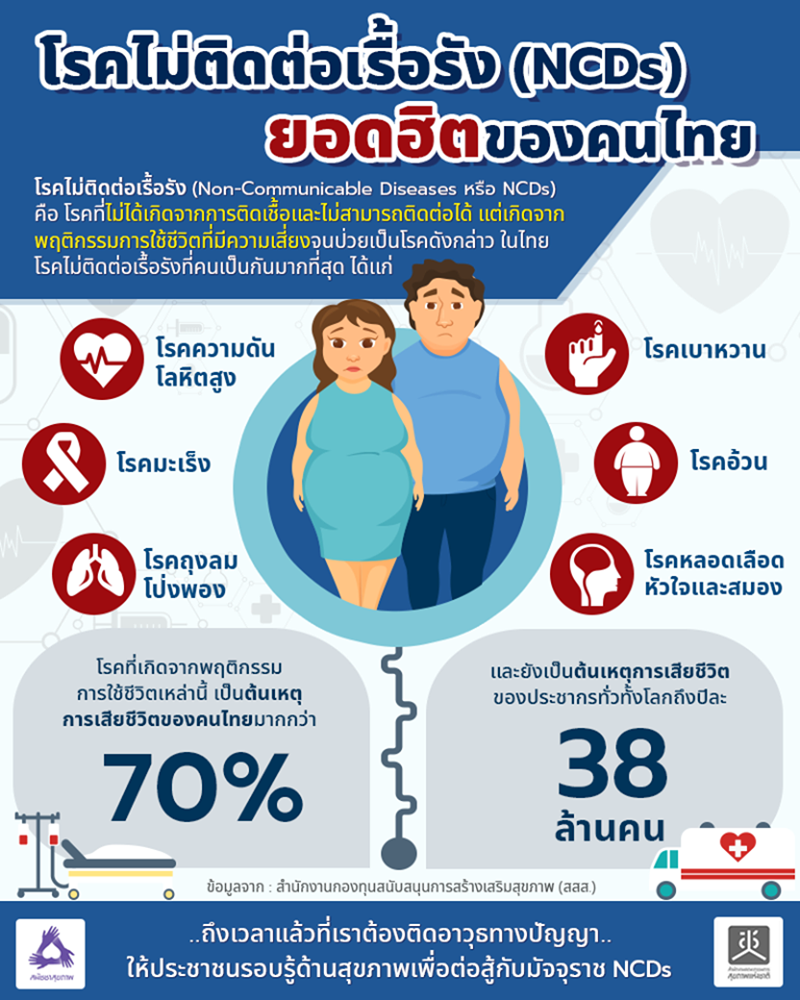 โรคไม่ติดต่อเรื้อรัง (NCDs)
ยอดฮิตของคนไทย
โรคไม่ติดต่อเรื้อรัง (Non-Communicable Diseases หรือ NCDs)
คือ โรคที่ไม่ได้เกิดจากการติดเชื้อและไม่สามารถติดต่อได้ แต่เกิดจาก
พฤติกรรมการใช้ชีวิตที่มีความเสี่ยงจนป่วยเป็นโรคดังกล่าว ในไทย
โรคไม่ติดต่อเรื้อรังที่คนเป็นกันมากที่สุด ได้แก่
โรคความดัน
โลหิตสูง
โรคเบาหวาน
โรคมะเร็ง
โรคอ้วน
โรคถุงลม
โป่งพอง
โรคหลอดเลือด
หัวใจและสมอง
โรคที่เกิดจากพฤติกรรม
การใช้ชีวิตเหล่านี้ เป็นต้นเหตุ
การเสียชีวิตของคนไทยมากกว่า
70%
และยังเป็นต้นเหตุการเสียชีวิต
ของประชากรทั่วทั้งโลกถึงปีละ
38
ล้านคน
ข้อมูลจาก : สำนักงานกองทุนสนับสนุนการสร้างเสริมสุขภาพ (สสส.)
..ถึงเวลาแล้วที่เราต้องติดอาวุธทางปัญญา..
ให้ประชาชนรอบรู้ด้านสุขภาพเพื่อต่อสู้กับมัจจุราช NCDs